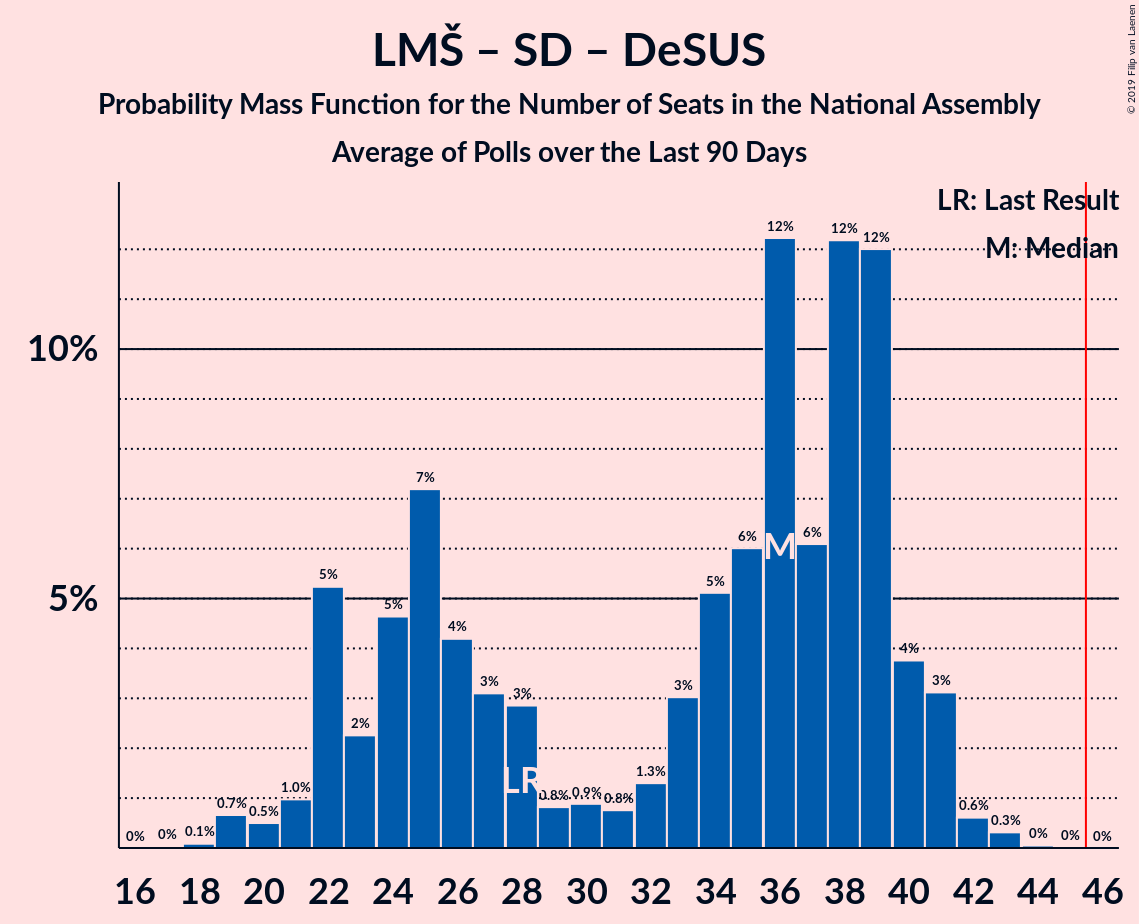 LMŠ – SD – DeSUS
Probability Mass Function for the Number of Seats in the National Assembly
Average of Polls over the Last 90 Days
© 2019 Filip van Laenen
LR: Last Result
M: Median
10%
5%
0% 0% 0.1% 0.7% 0.5% 1.0% 5% 2% 5% 7% 4% 3% 3% 0.8% 0.9% 0.8% 1.3% 3% 5% 6% 12% 6% 12% 12% 4% 3% 0.6% 0.3% 0% 0% 0%
M
LR
16 18 20 22 24 26 28 30 32 34 36 38 40 42 44 46